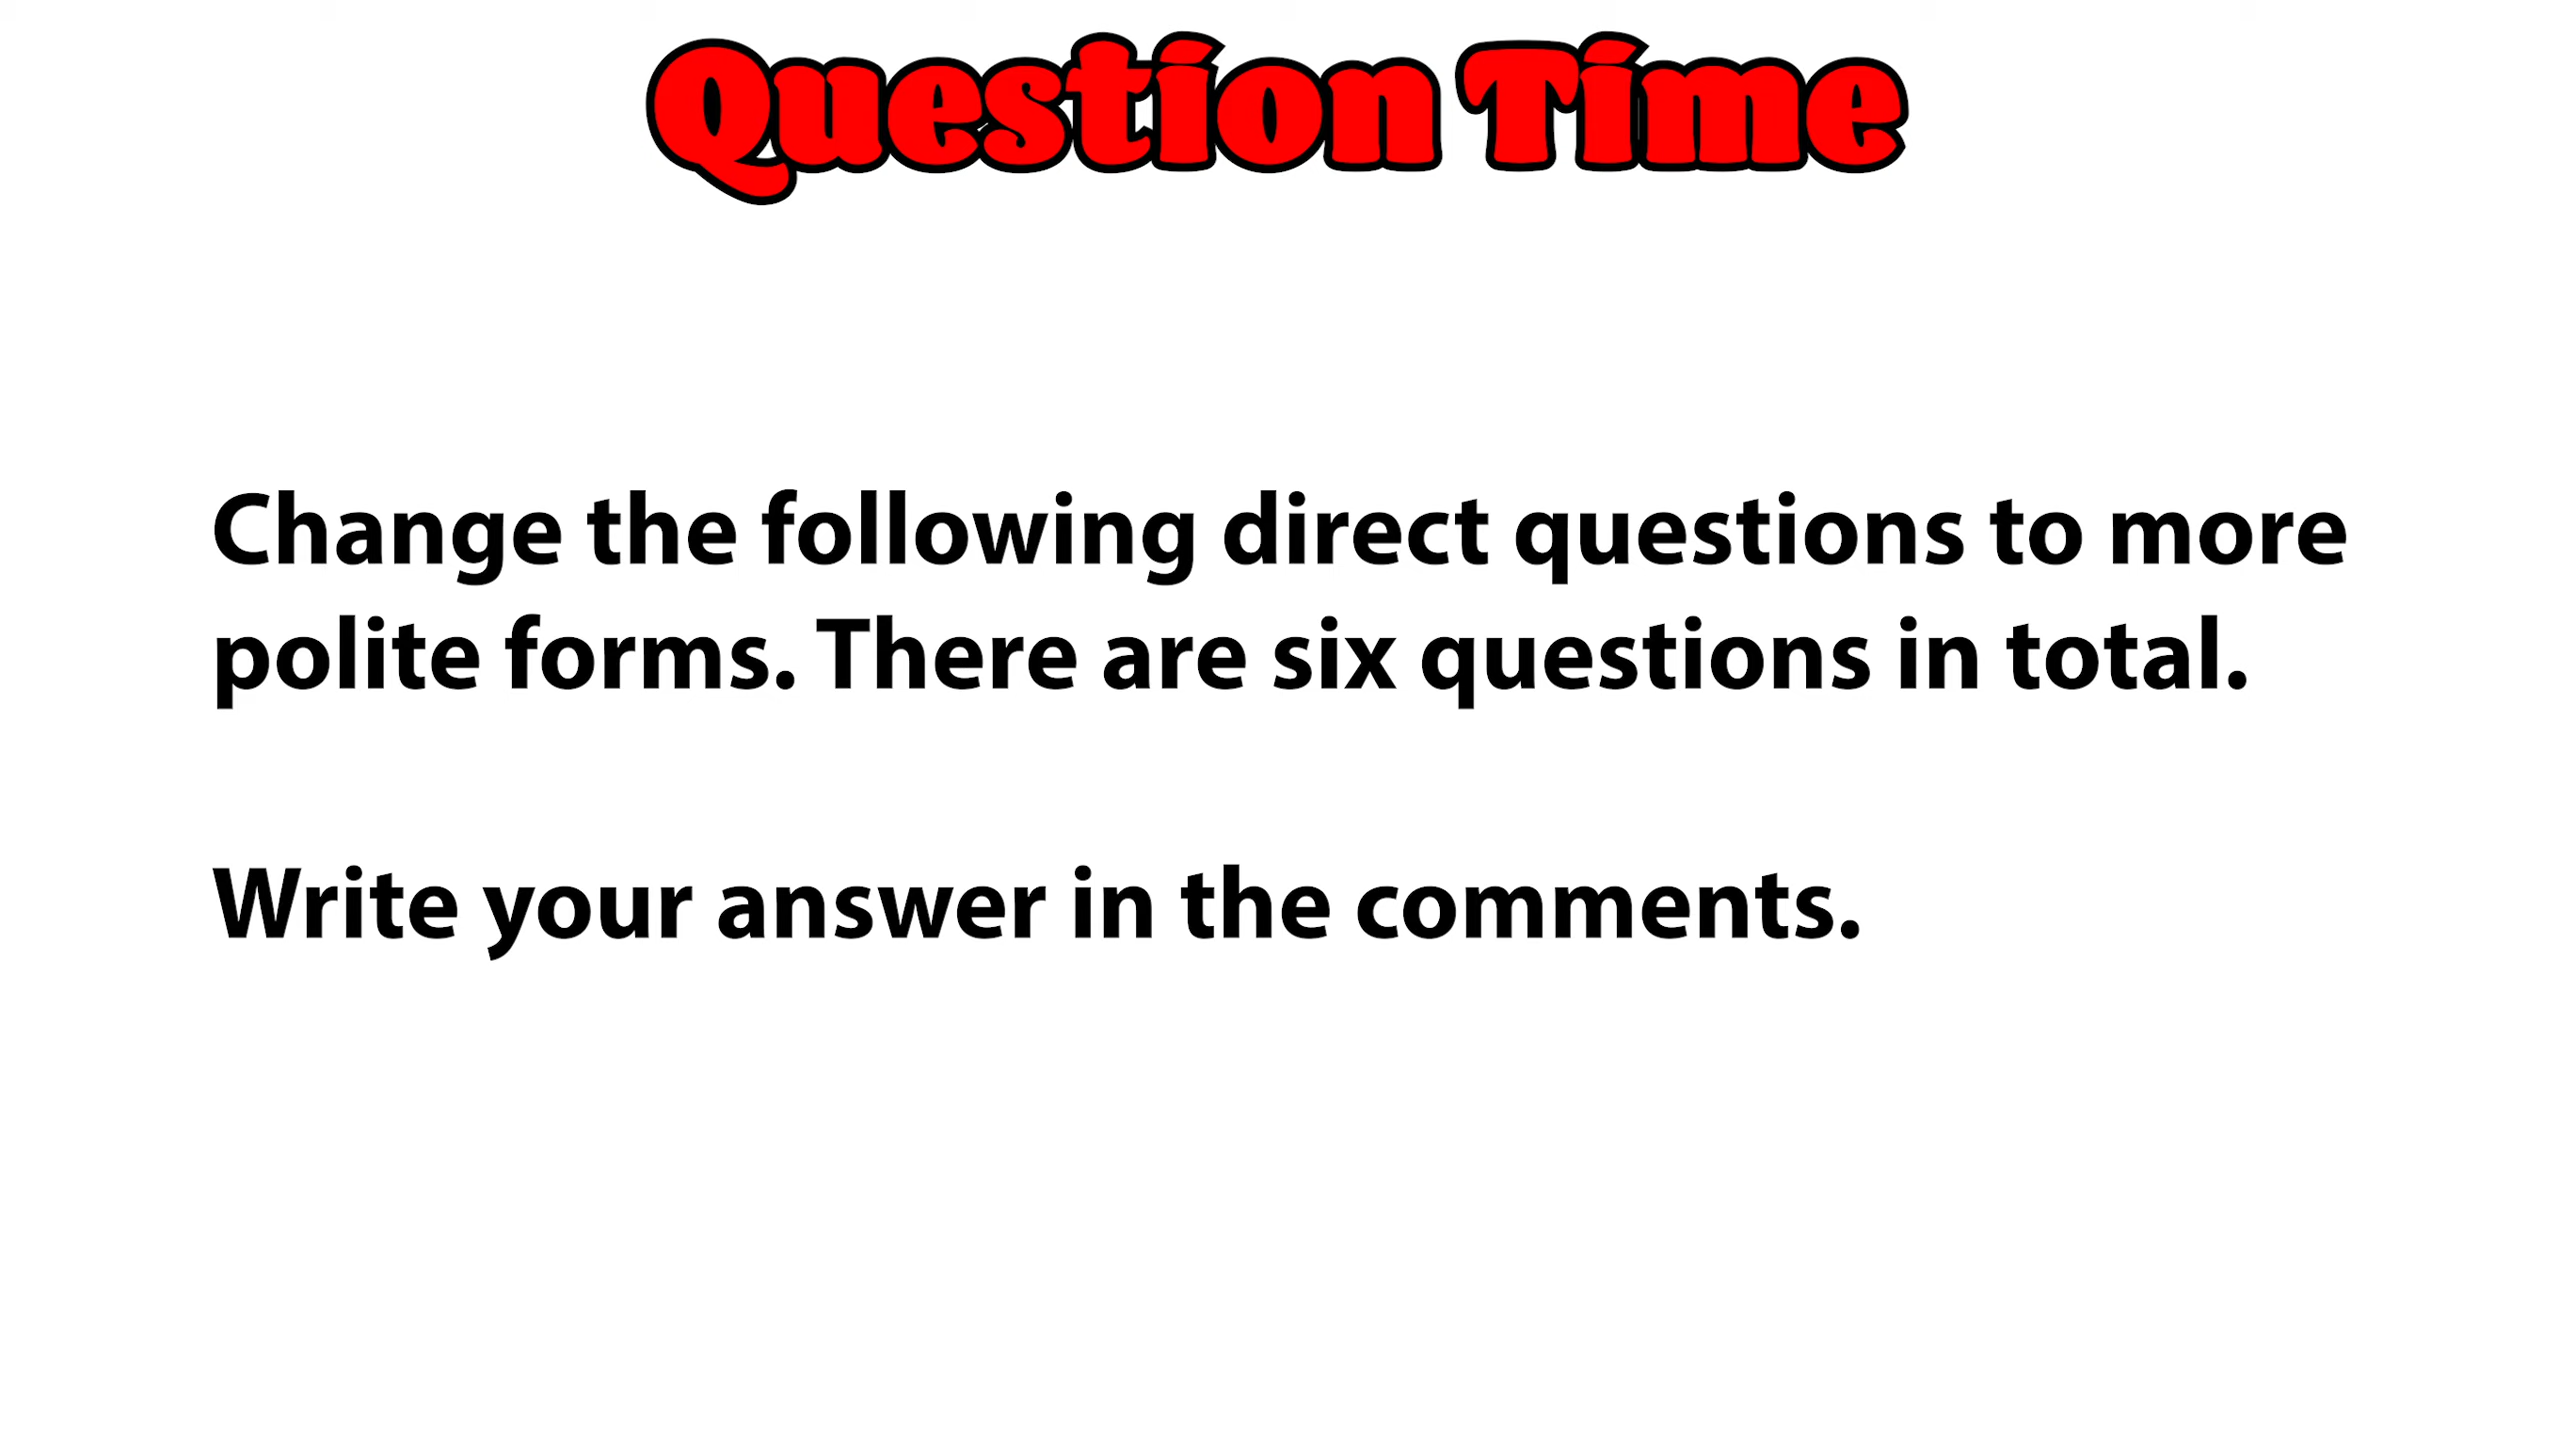 Question Time
Change the following direct questions to more
polite forms. There are six questions in total.
Write your answer in the comments.